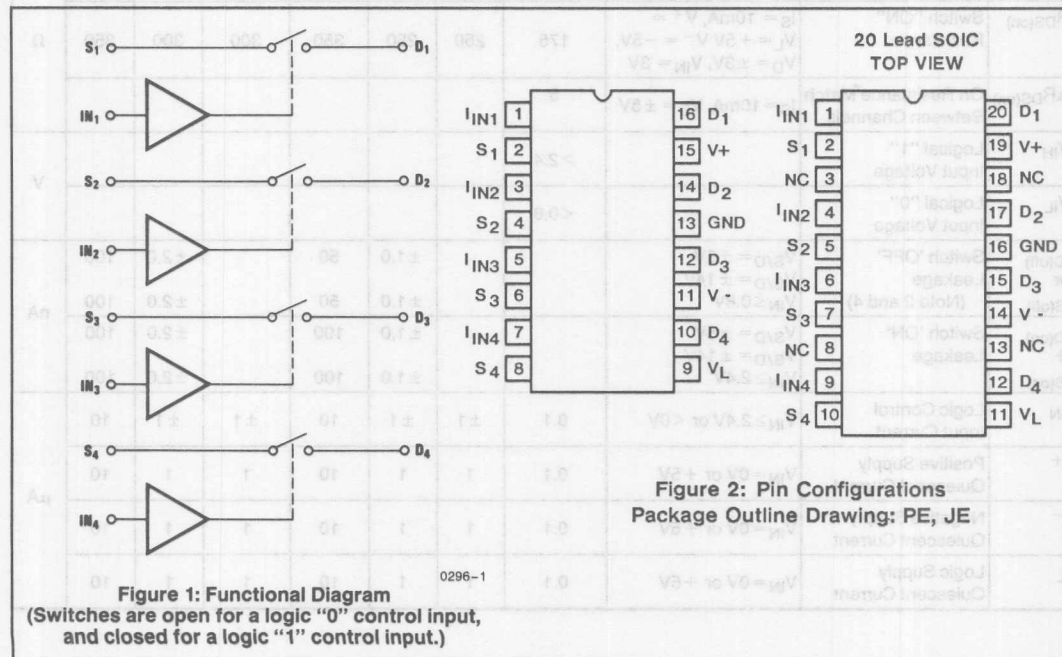 S1 D1
IN1
S2 D2
IN2
S3 D3
IN3
S4 D4
IN4
0296–1
Figure 1: Functional Diagram
(Switches are open for a logic “0” control input,
and closed for a logic “1” control input.)
IIN1 1 16 D1
S1 2 15 V+
IIN2 3 14 D2
S2 4 13 GND
IIN3 5 12 D3
S3 6 11 V–
IIN4 7 10 D4
S4 8 9 VL
20 Lead SOIC
TOP VIEW
IIN1 1 20 D1
S1 2 19 V+
NC 3 18 NC
IIN2 4 17 D2
S2 5 16 GND
IIN3 6 15 D3
S3 7 14 V–
NC 8 13 NC
IIN4 9 12 D4
S4 10 11 VL
Figure 2: Pin Configurations
Package Outline Drawing: PE, JE